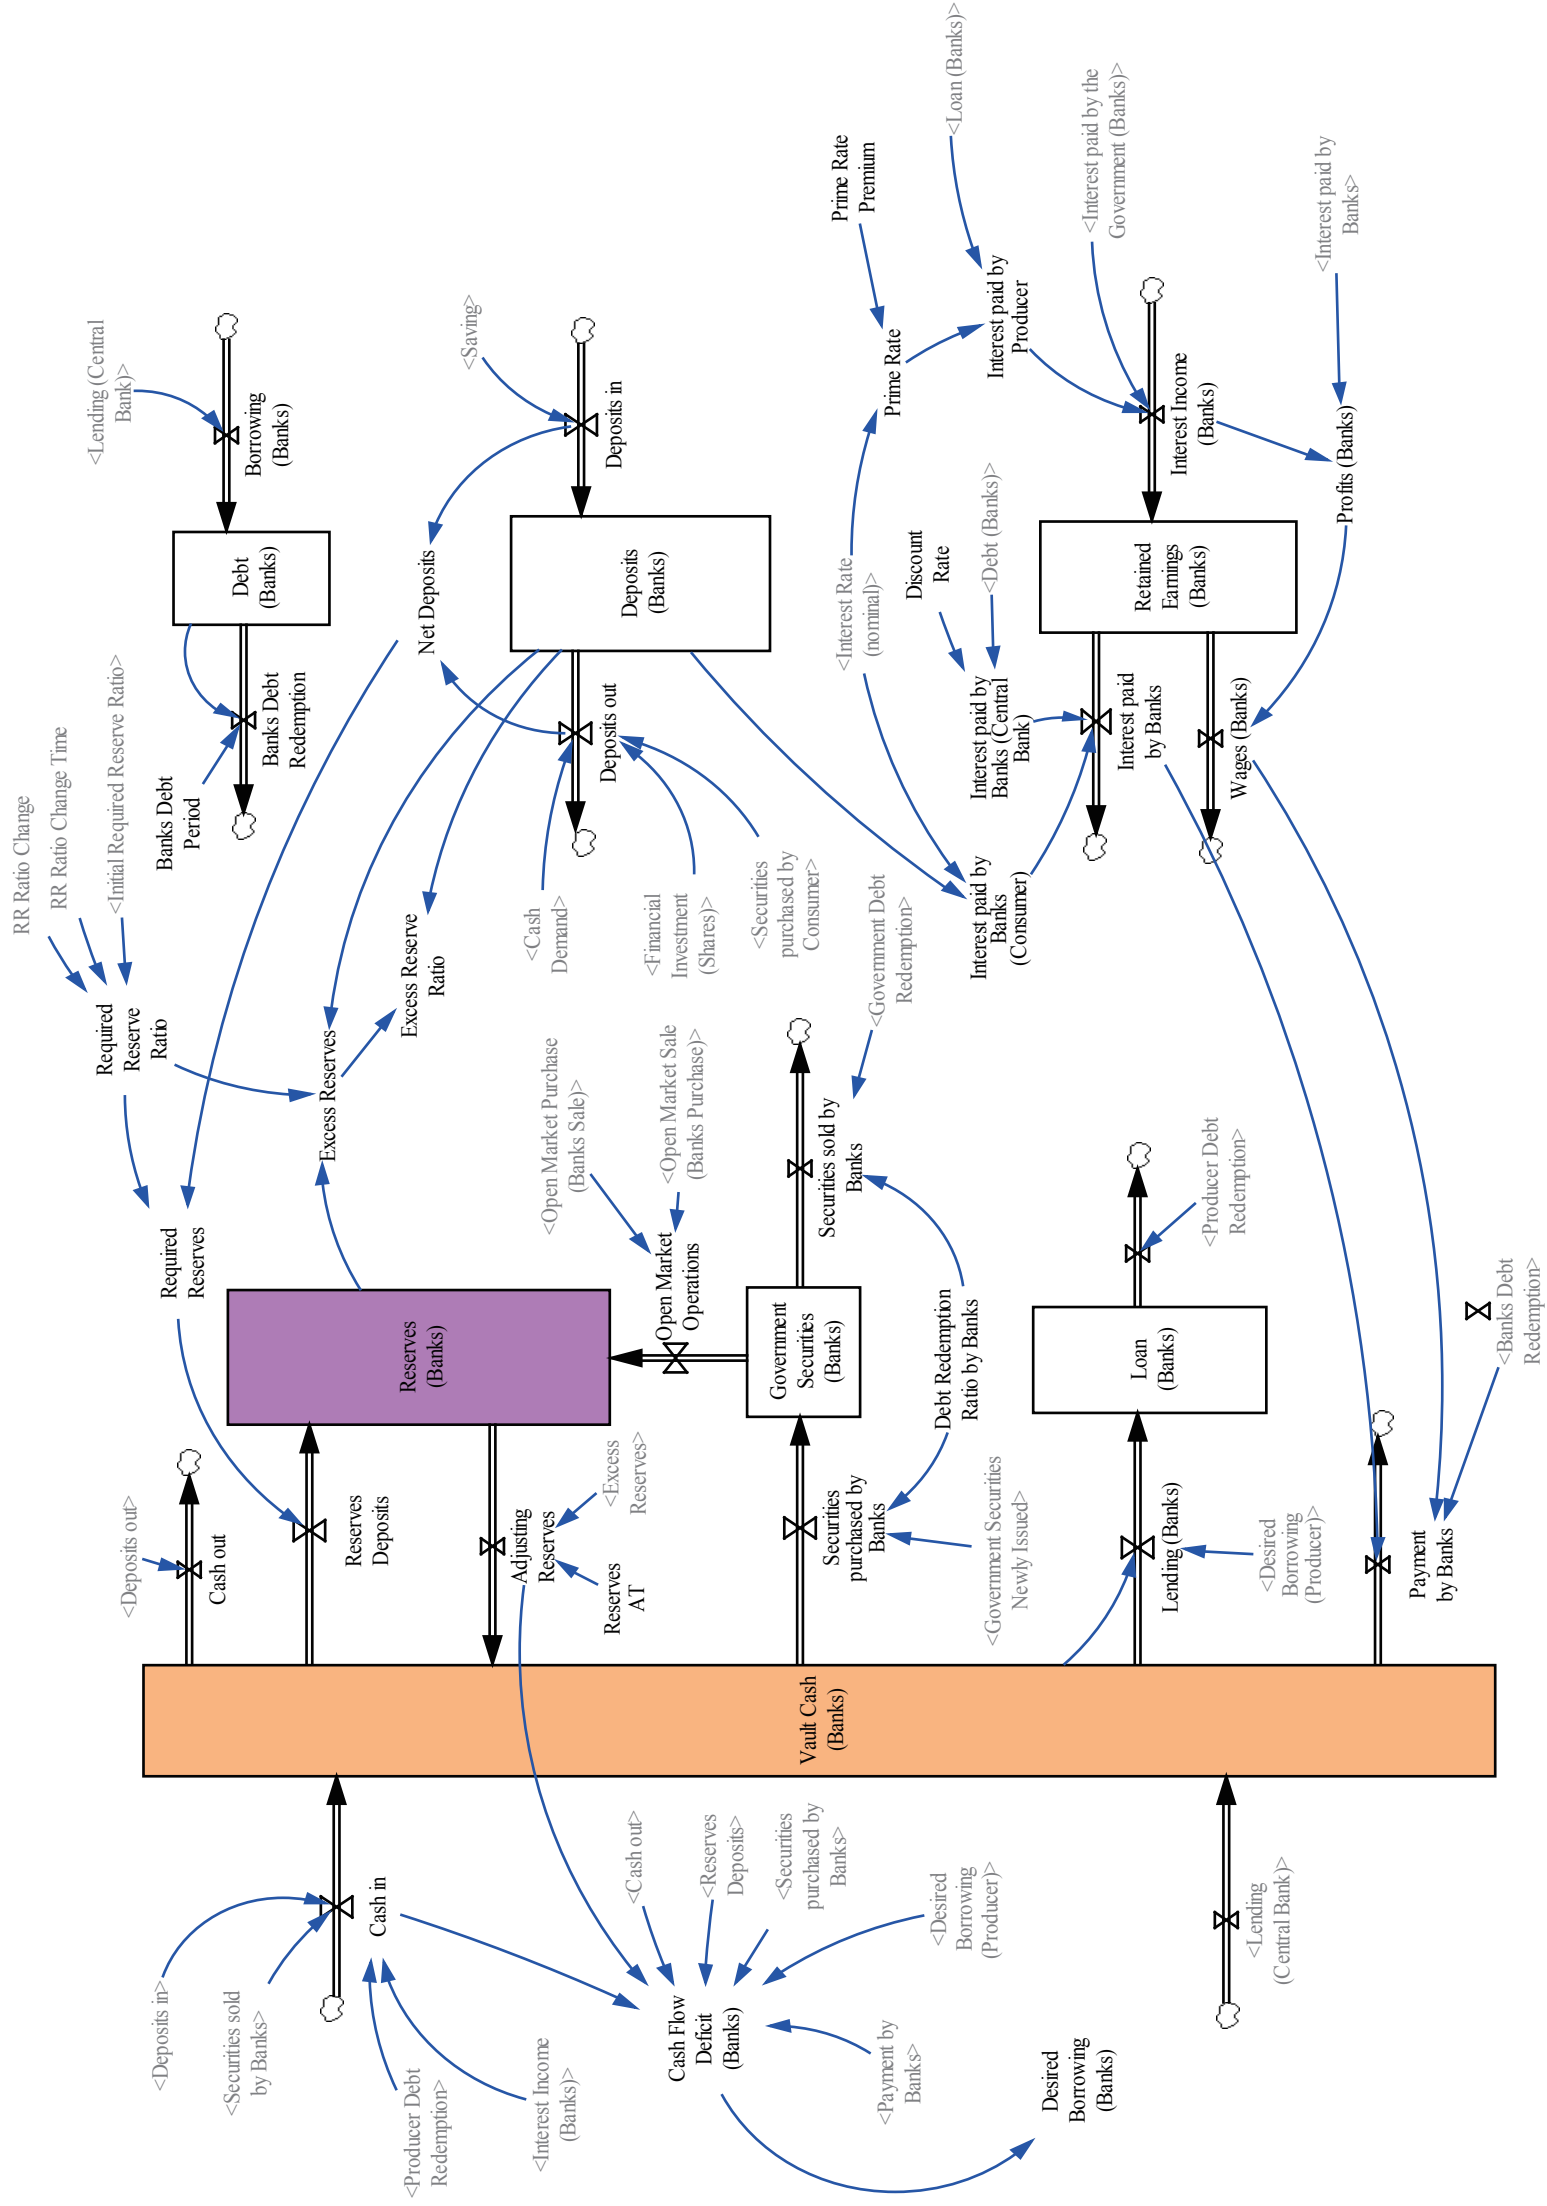 <Deposits in>
<Securities sold
by Banks>
Cash in
<Producer Debt
Redemption>
<Interest Income
(Banks)>
Cash Flow
Deficit
(Banks)
<Cash out>
<Reserves
Deposits>
<Securities
purchased by
Banks>
<Desired
Borrowing
(Producer)>
<Payment by
Banks>
Desired
Borrowing
(Banks)
<Lending
(Central Bank)>
Vault Cash
(Banks)
<Deposits out>
Cash out
Reserves
Deposits
Adjusting
Reserves
Reserves
AT
<Excess
Reserves>
Securities
purchased by
Banks
<Government Securities
Newly Issued>
Lending (Banks)
<Desired
Borrowing
(Producer)>
Payment
by Banks
<Banks Debt
Redemption>
Required
Reserves
Reserves
(Banks)
Open Market
Operations
<Open Market Purchase
(Banks Sale)>
<Open Market Sale
(Banks Purchase)>
Government
Securities
(Banks)
Securities sold by
Banks
<Government Debt
Redemption>
Debt Redemption
Ratio by Banks
Loan
(Banks)
<Producer Debt
Redemption>
RR Ratio Change
RR Ratio Change Time
<Initial Required Reserve Ratio>
Required
Reserve
Ratio
Excess Reserves
Excess Reserve
Ratio
Banks Debt
Period
Banks Debt
Redemption
Debt
(Banks)
Borrowing
(Banks)
<Lending (Central
Bank)>
Net Deposits
<Saving>
Deposits in
Deposits
(Banks)
Deposits out
<Cash
Demand>
<Financial
Investment
(Shares)>
<Securities
purchased by
Consumer>
<Interest Rate
(nominal)>
Prime Rate
Prime Rate
Premium
Discount
Rate
<Debt (Banks)>
<Loan (Banks)>
Interest paid by
Producer
Interest paid by
Banks (Central
Bank)
Interest paid by
Banks
(Consumer)
<Interest paid by the
Government (Banks)>
Interest paid
by Banks
Retained
Earnings
(Banks)
Interest Income
(Banks)
Wages (Banks)
Profits (Banks)
<Interest paid by
Banks>